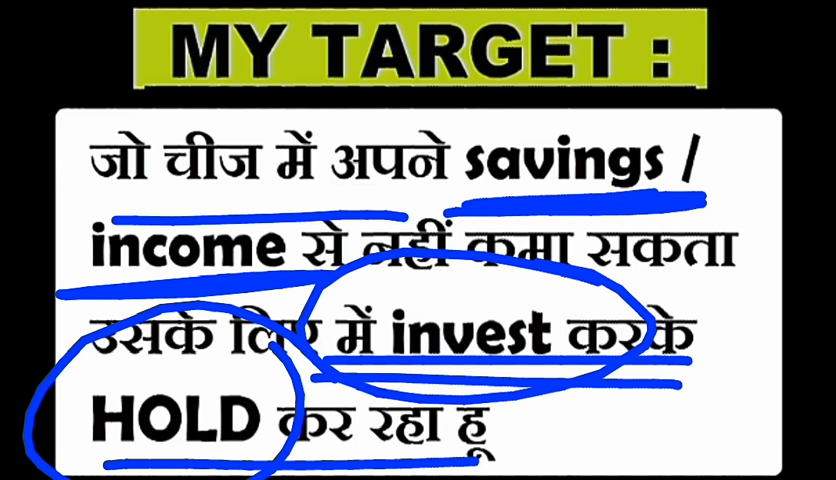 MY TARGET :
जो चीज में अपने savings /
income से नहीं कमा सकता
उसके लिए में invest करके
HOLD कर रहा हू